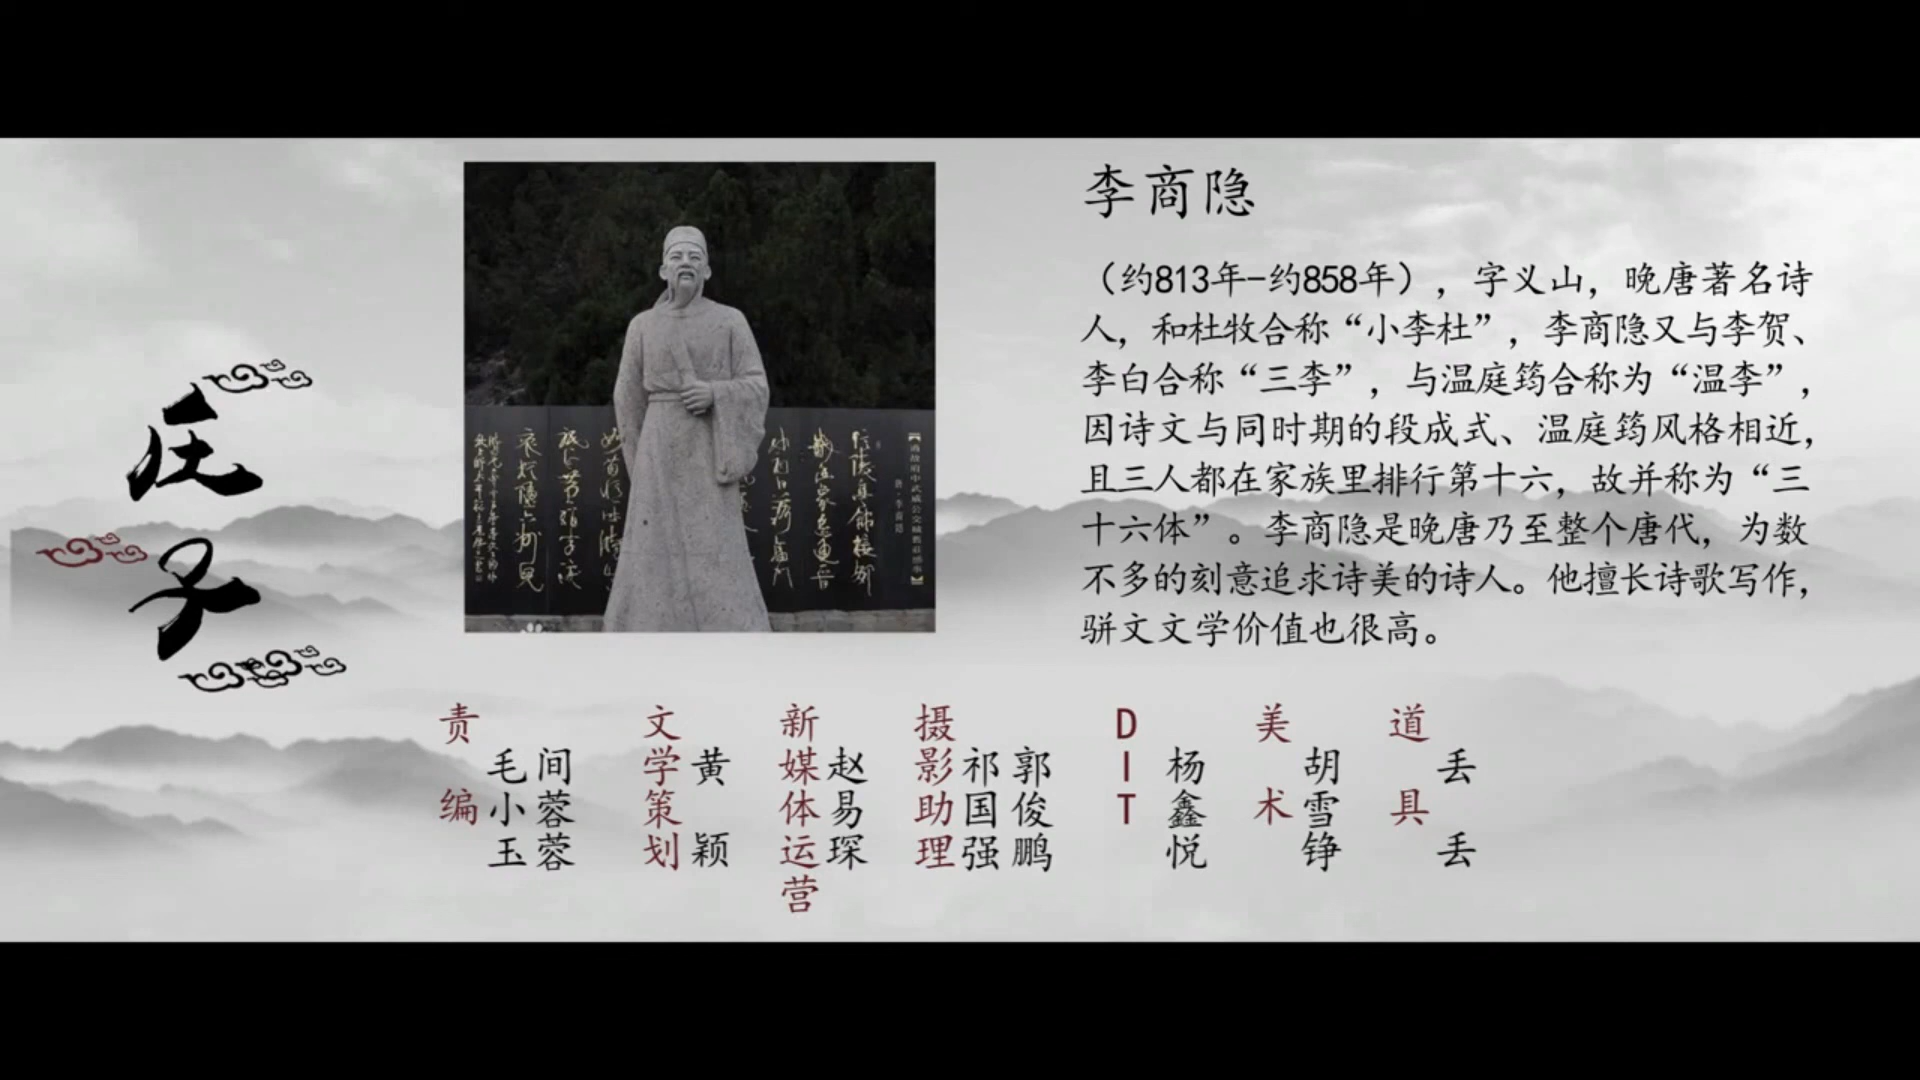 庄子
李商隐
（约813年-约858年），字义山，晚唐著名诗
人，和杜牧合称“小李杜”，李商隐又与李贺、
李白合称“三李”，与温庭筠合称为“温李”，
因诗文与同时期的段成式、温庭筠风格相近，
且三人都在家族里排行第十六，故并称为“三
十六体”。李商隐是晚唐乃至整个唐代，为数
不多的刻意追求诗美的诗人。他擅长诗歌写作，
骈文文学价值也很高。
责编
毛小玉
间蓉蓉
文学策划
黄颖
新媒体运营
赵易琛
摄影助理
祁国强
郭俊鹏
DIT
杨鑫悦
美术
胡雪铮
道具
丢丢